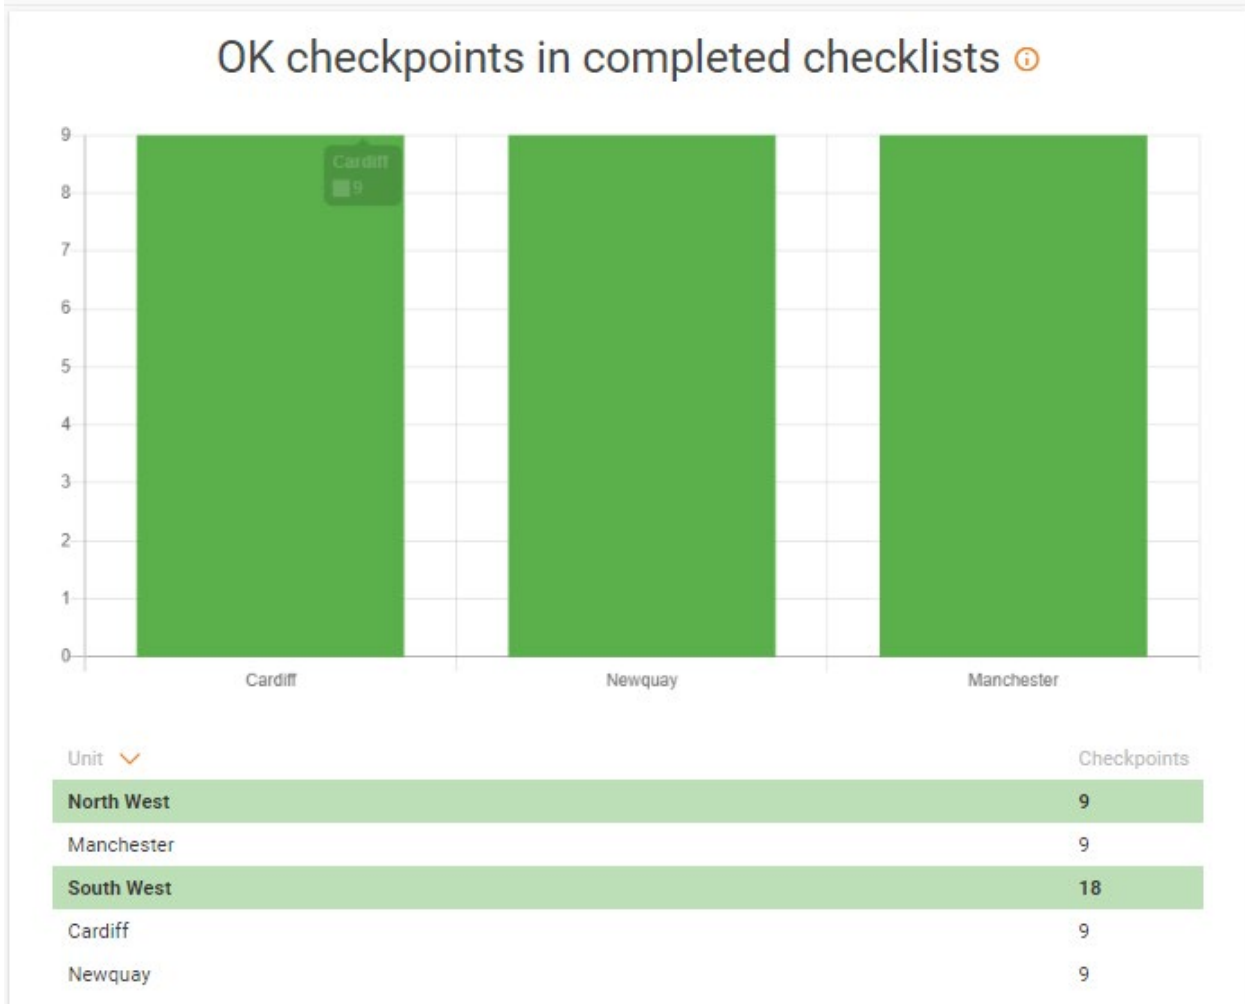 OK checkpoints in completed checklists
9
Cardiff
9
8
7
6
5
4
3
2
1
0
Cardiff Newquay Manchester
Unit Checkpoints
North West 9
Manchester 9
South West 18
Cardiff 9
Newquay 9